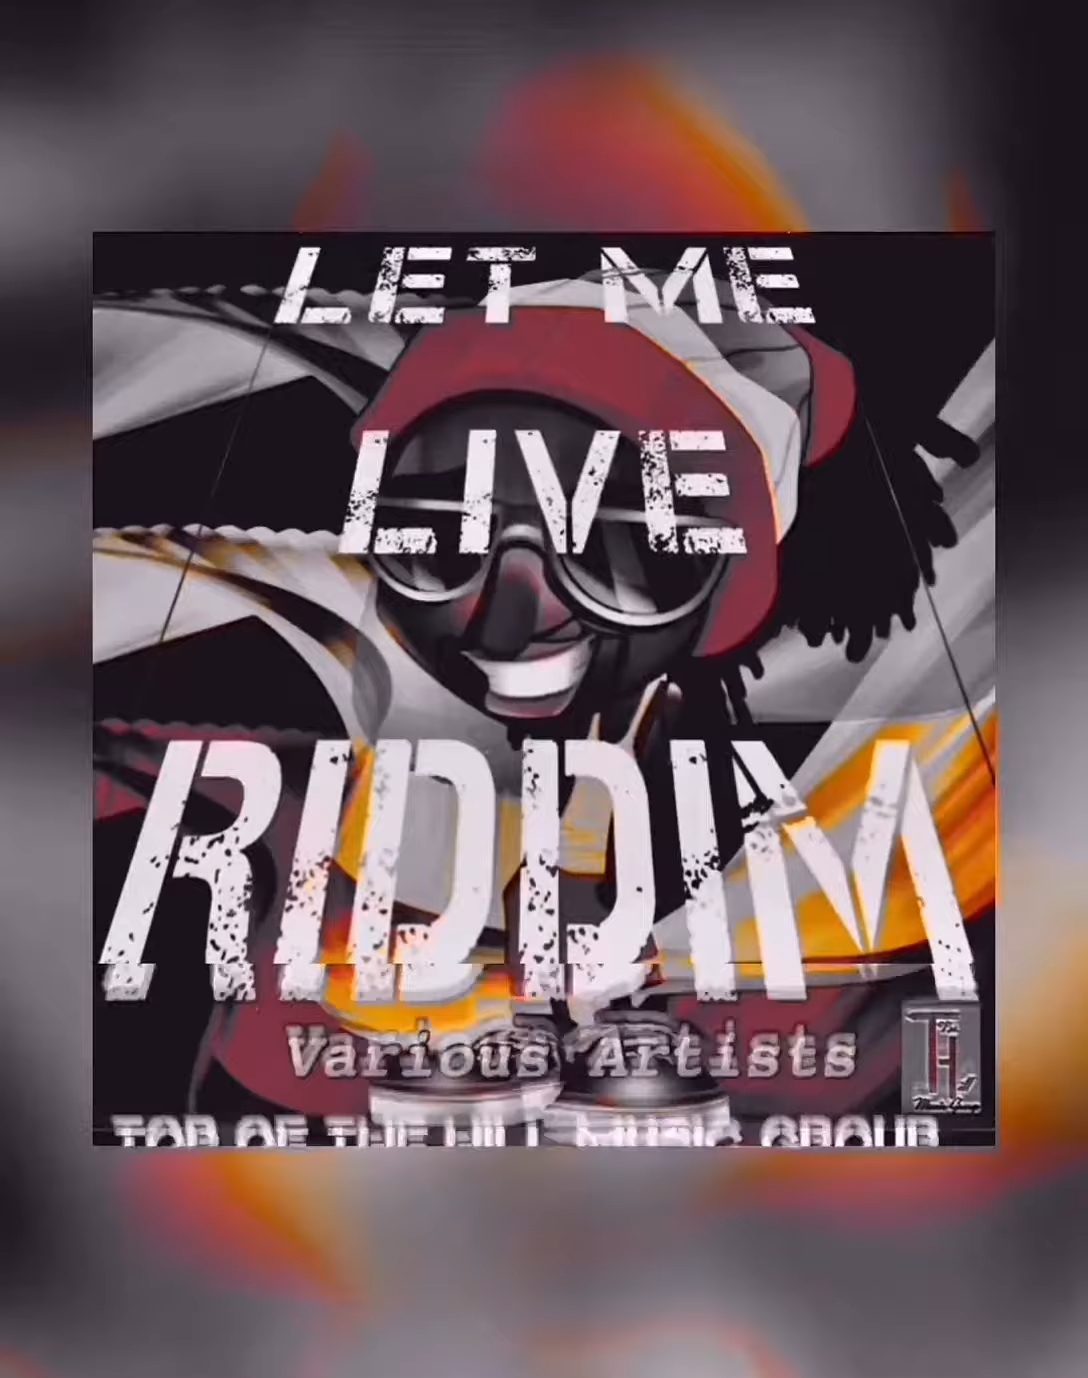 LET ME
LIVE
RIDDIM
Various Artists
TOP OF THE HILL MUSIC GROUP